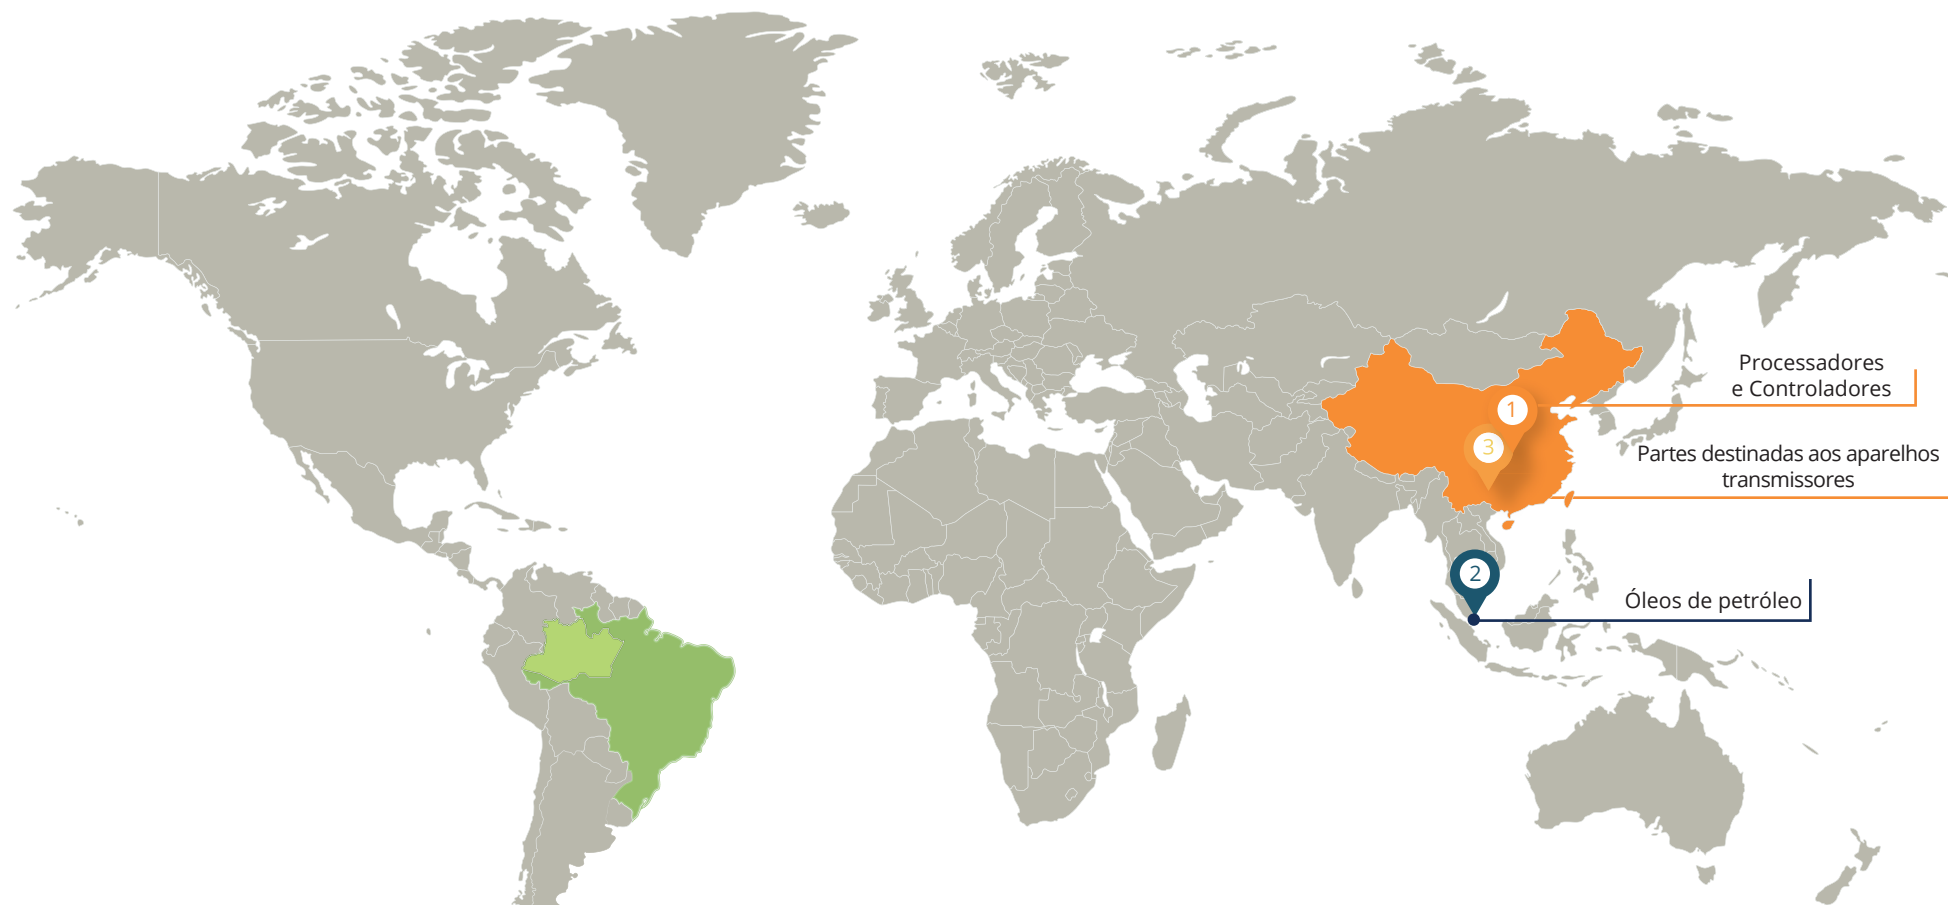 Processadores
e Controladores
1
3
Partes destinadas aos aparelhos
transmissores
2
Óleos de petróleo